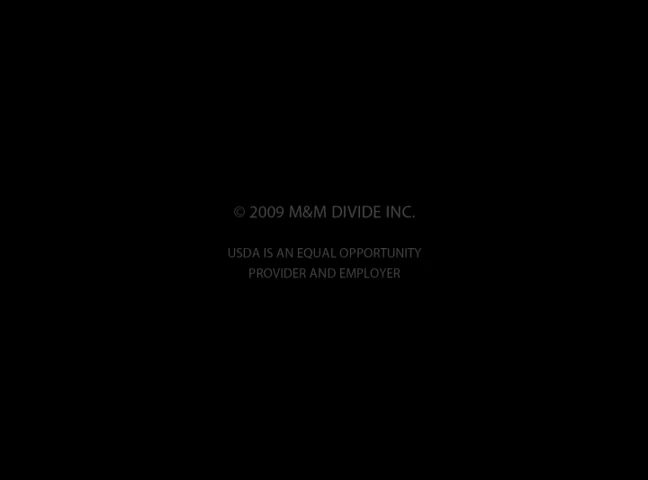 © 2009 M&M DIVIDE INC.
USDA IS AN EQUAL OPPORTUNITY
PROVIDER AND EMPLOYER